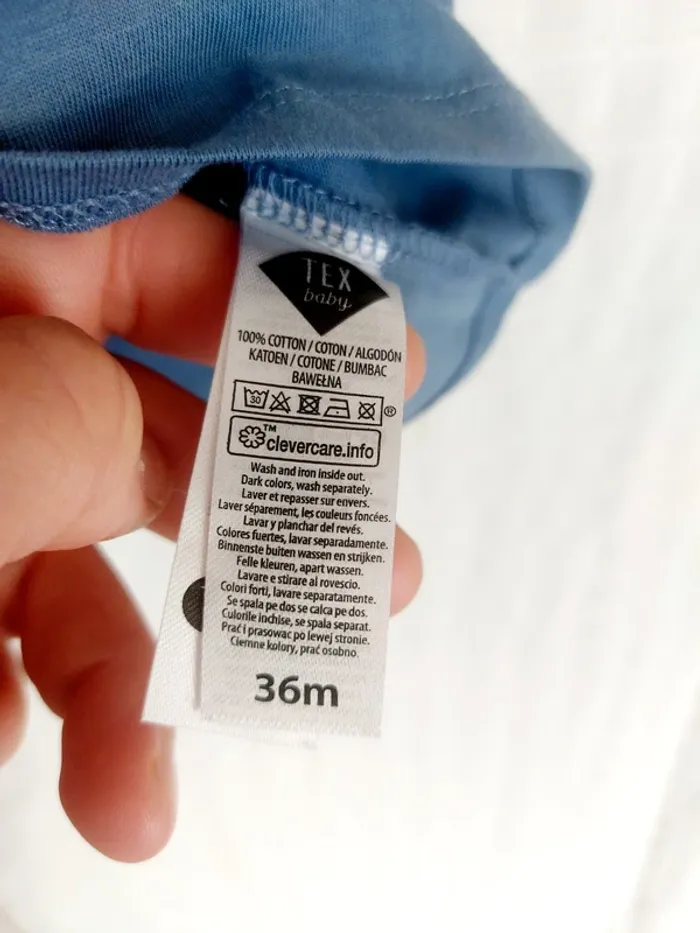 TEX
baby
100% COTTON / COTON / ALGODÓN
KATOEN / COTONE / BUMBAC
BAWEŁNA
30
®
TM
clevercare.info
Wash and iron inside out.
Dark colors, wash separately.
Laver et repasser sur envers.
Laver séparement, les couleurs foncées.
Lavar y planchar del revés.
Colores fuertes, lavar separadamente.
Binnenste buiten wassen en strijken.
Felle kleuren, apart wassen.
Lavare e stirare al rovescio.
Colori forti, lavare separatamente.
Se spala pe dos se calca pe dos.
Culorile inchise, se spala separat.
Prać i prasowac po lewej stronie.
Ciemne kolory, prać osobno.
36m